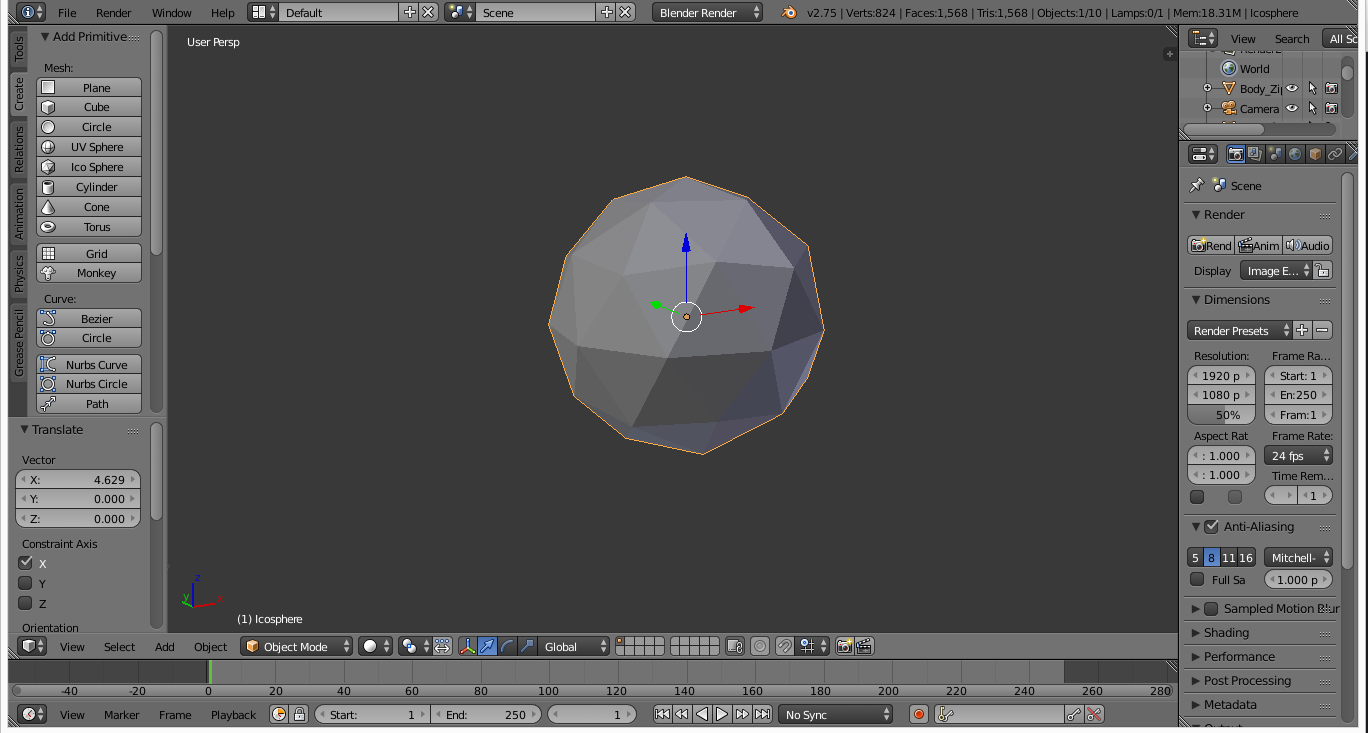 File Render Window Help Default Scene Blender Render v2.75 | Verts:824 | Faces:1,568 | Tris:1,568 | Objects:1/10 | Lamps:0/1 | Mem:18.31M | Icosphere
Tools
Create
Relations
Animation
Physics
Grease Pencil
Add Primitive
Mesh:
Plane
Cube
Circle
UV Sphere
Ico Sphere
Cylinder
Cone
Torus
Grid
Monkey
Curve:
Bezier
Circle
Nurbs Curve
Nurbs Circle
Path
Translate
Vector
X: 4.629
Y: 0.000
Z: 0.000
Constraint Axis
X
Y
Z
Orientation
User Persp
z
y
x
(1) Icosphere
View Select Add Object Object Mode Global
-40 -20 0 20 40 60 80 100 120 140 160 180 200 220 240 260 280
View Marker Frame Playback Start: 1 End: 250 1 No Sync
View Search All Sc
World
Body_Zi
Camera
Scene
Render
Rend Anim Audio
Display Image E...
Dimensions
Render Presets
Resolution: Frame Ra...
1920 p Start: 1
1080 p En:250
50% Fram:1
Aspect Rat Frame Rate:
: 1.000 24 fps
: 1.000 Time Rem...
1
Anti-Aliasing
5 8 11 16 Mitchell-
Full Sa 1.000 p
Sampled Motion Blur
Shading
Performance
Post Processing
Metadata